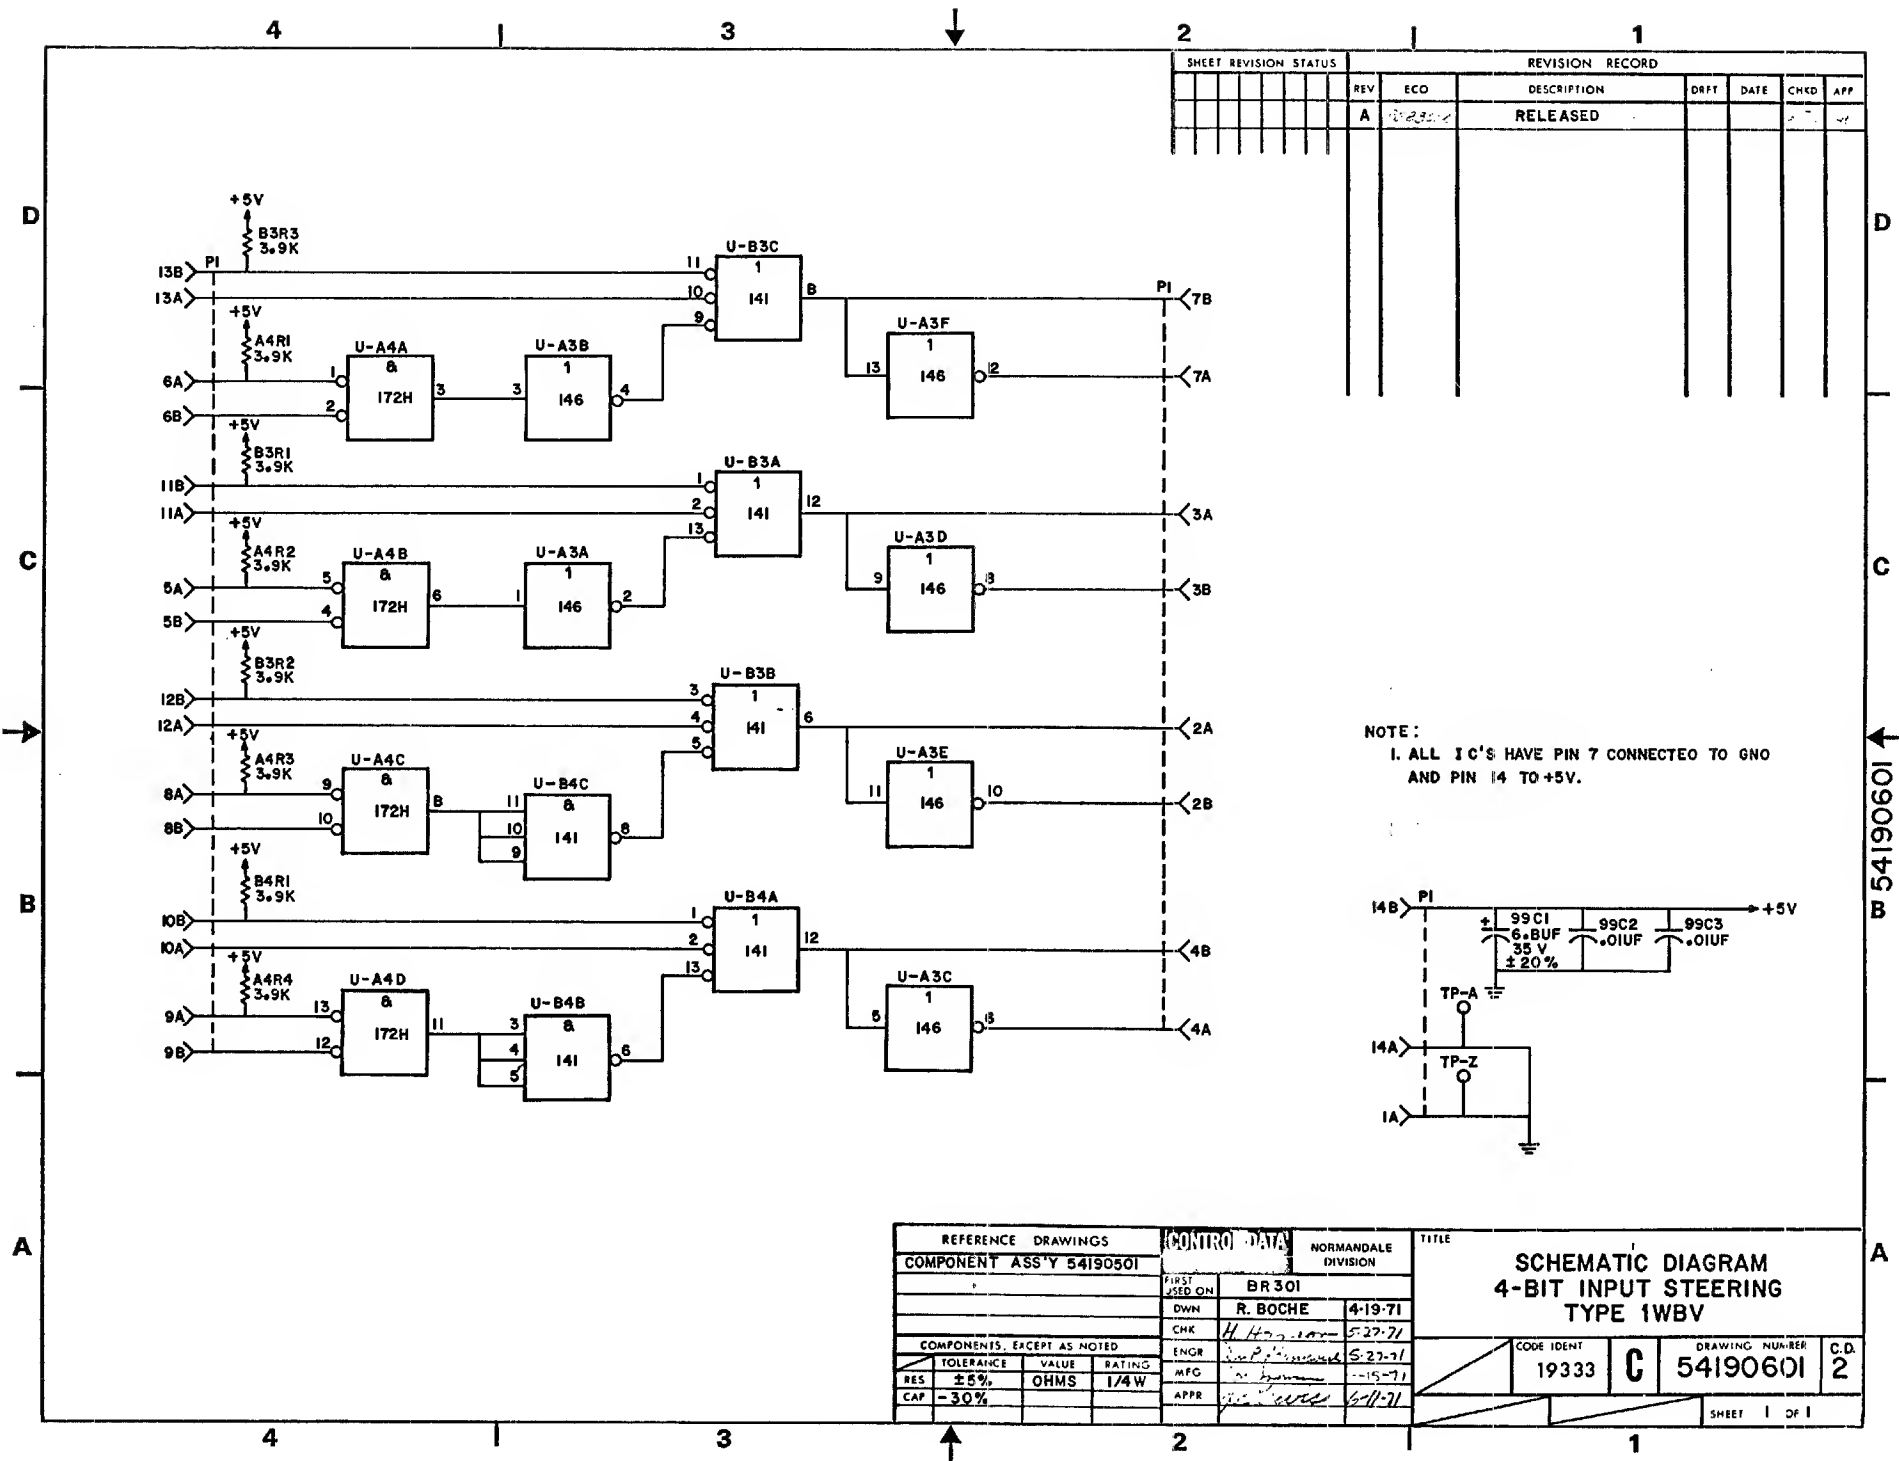 4 3 2 1
SHEET REVISION STATUS
REVISION RECORD
REV ECO DESCRIPTION DRFT DATE CHKD APP
A RELEASED
D D
+5V
B3R3
3.9K
13B P1
13A
11
10
9
U-B3C
1
141
8
P1 7B
+5V
A4R1
3.9K
6A
6B
1
2
U-A4A
&
172H
3
3
U-A3B
1
146
4
U-A3F
13
1
146
12
7A
+5V
B3R1
3.9K
11B
11A
1
2
13
U-B3A
1
141
12
3A
C C
+5V
A4R2
3.9K
5A
5B
5
4
U-A4B
&
172H
6
1
U-A3A
1
146
2
U-A3D
9
1
146
3B
+5V
B3R2
3.9K
12B
12A
3
4
5
U-B3B
1
141
6
2A
+5V
A4R3
3.9K
8A
8B
9
10
U-A4C
&
172H
8
11
10
9
U-B4C
&
141
8
U-A3E
11
1
146
10
2B
NOTE:
1. ALL IC'S HAVE PIN 7 CONNECTED TO GND
AND PIN 14 TO +5V.
54190601
B B
+5V
B4R1
3.9K
10B
10A
1
2
13
U-B4A
1
141
12
4B
+5V
A4R4
3.9K
9A
9B
13
12
U-A4D
&
172H
11
3
4
5
U-B4B
&
141
6
U-A3C
5
1
146
4A
14B P1
+ 99C1
6.8UF
35V
±20%
99C2
.01UF
99C3
.01UF
+5V
TP-A
14A
TP-Z
1A
A A
REFERENCE DRAWINGS
COMPONENT ASS'Y 54190501
COMPONENTS, EXCEPT AS NOTED
TOLERANCE VALUE RATING
RES ±5% OHMS 1/4W
CAP -30%
CONTROL DATA
NORMANDALE
DIVISION
FIRST
USED ON BR301
DWN R. BOCHE 4-19-71
CHK 5-27-71
ENGR 5-27-71
MFG
APPR
TITLE
SCHEMATIC DIAGRAM
4-BIT INPUT STEERING
TYPE 1WBV
CODE IDENT
19333
C
DRAWING NUMBER
54190601
C.D.
2
SHEET 1 OF 1
4 3 2 1